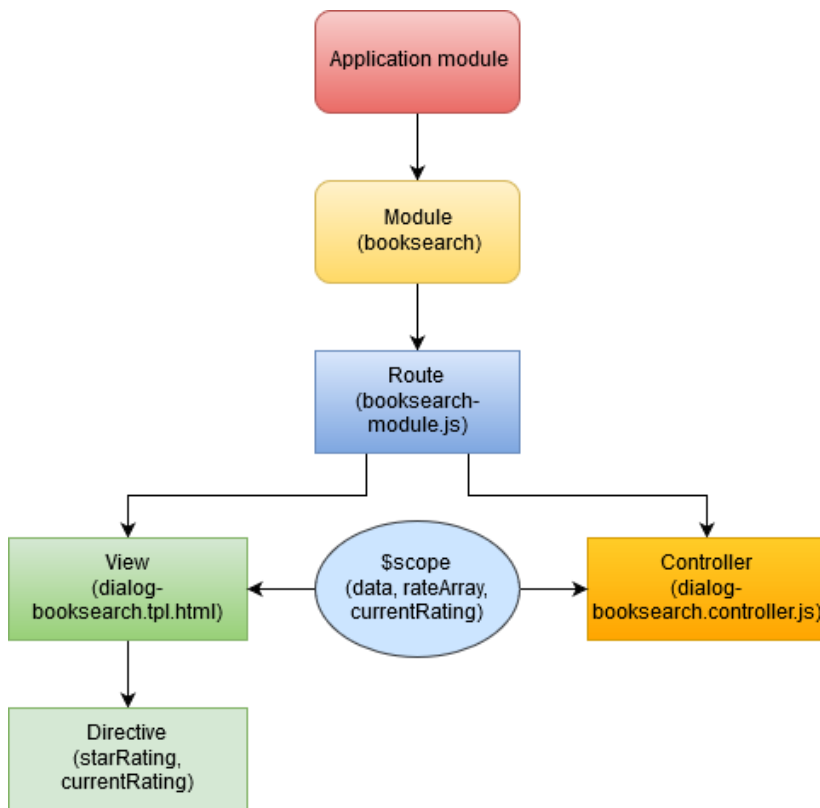 Application module
Module
(booksearch)
Route
(booksearch-
module.js)
View
(dialog-
booksearch.tpl.html)
$scope
(data, rateArray,
currentRating)
Controller
(dialog-
booksearch.controller.js)
Directive
(starRating,
currentRating)